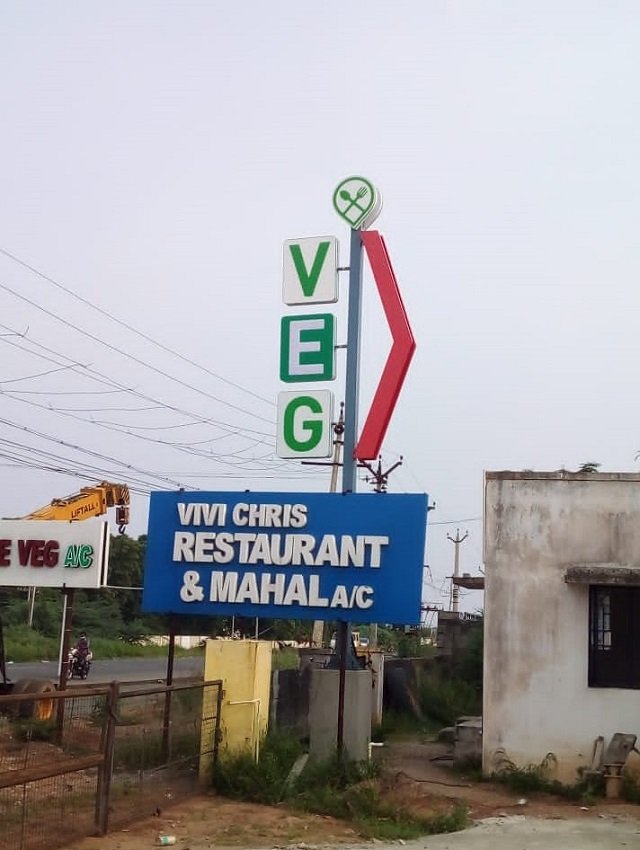 V
E
G
VIVI CHRIS
RESTAURANT
& MAHAL A/C
E VEG A/C
LIFTALL